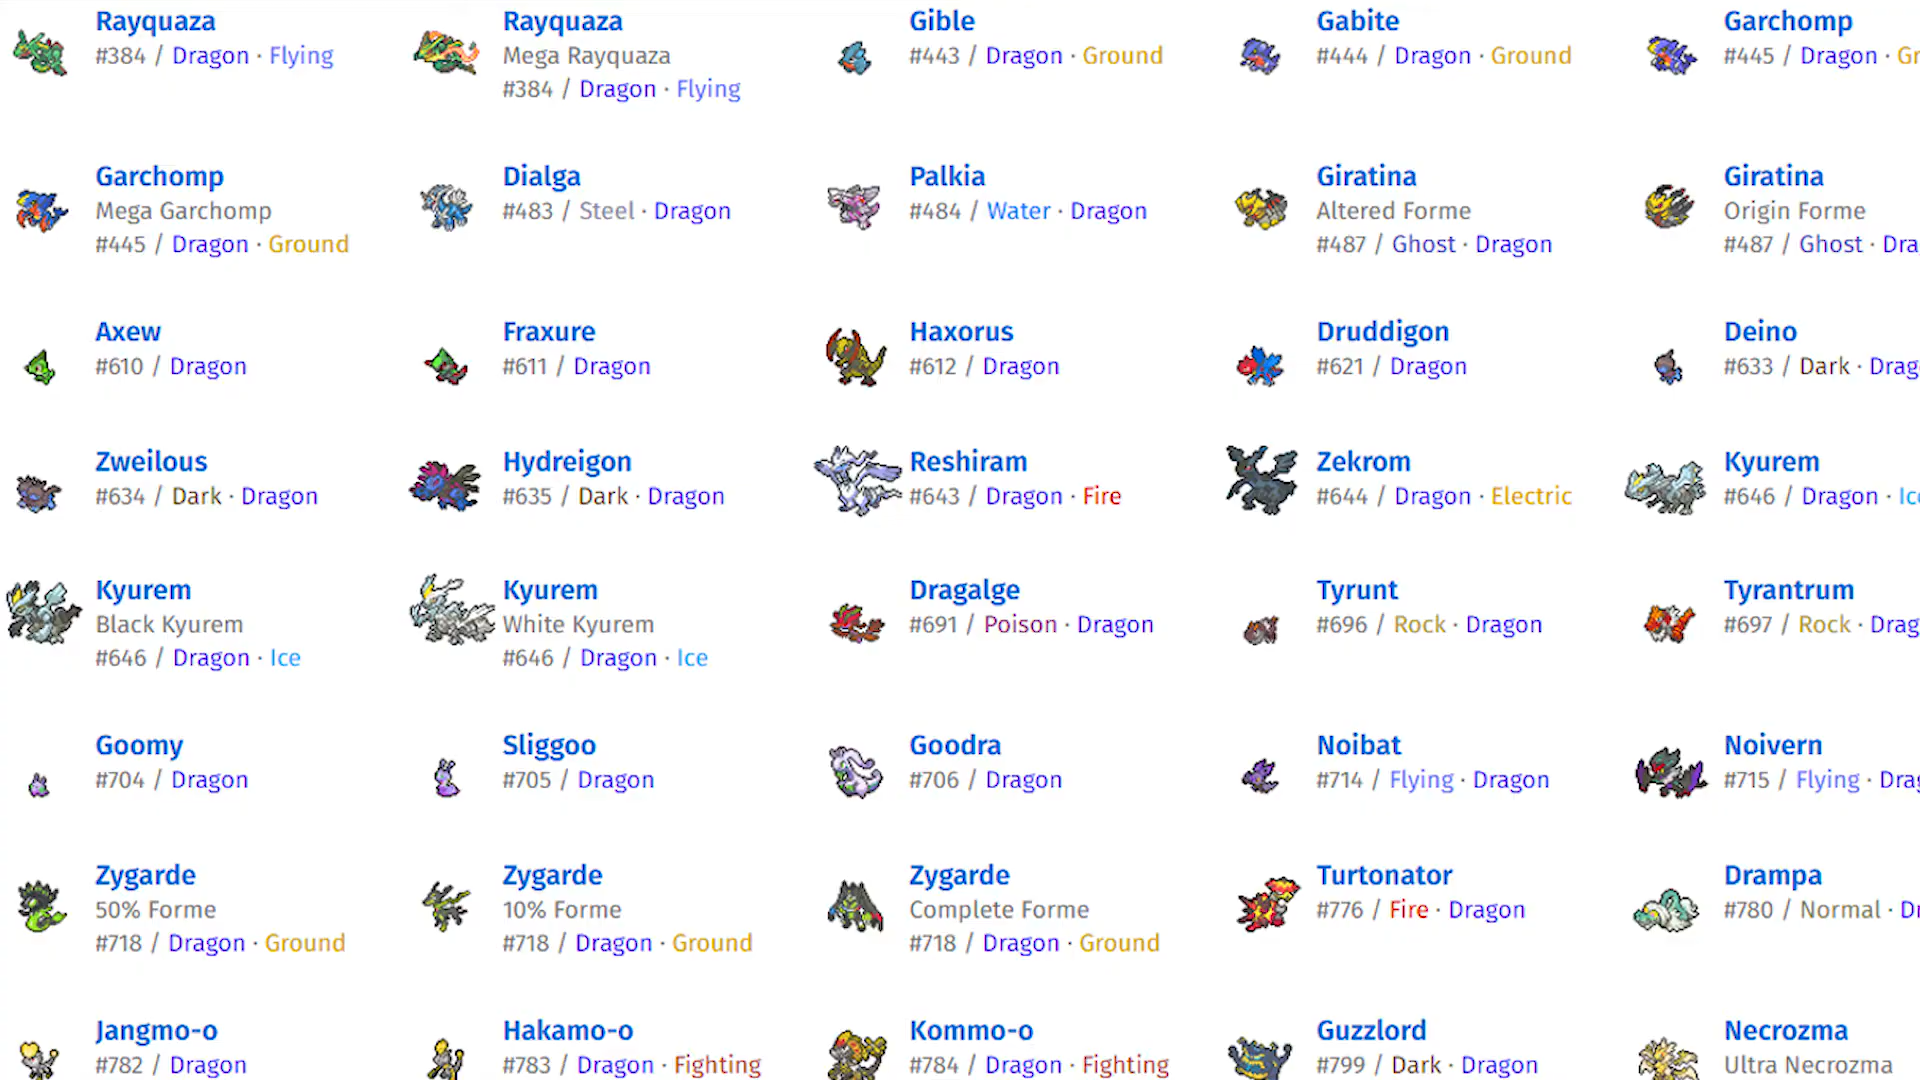 Rayquaza
#384 / Dragon · Flying
Rayquaza
Mega Rayquaza
#384 / Dragon · Flying
Gible
#443 / Dragon · Ground
Gabite
#444 / Dragon · Ground
Garchomp
#445 / Dragon ·
Garchomp
Mega Garchomp
#445 / Dragon · Ground
Dialga
#483 / Steel · Dragon
Palkia
#484 / Water · Dragon
Giratina
Altered Forme
#487 / Ghost · Dragon
Giratina
Origin Forme
#487 / Ghost ·
Axew
#610 / Dragon
Fraxure
#611 / Dragon
Haxorus
#612 / Dragon
Druddigon
#621 / Dragon
Deino
#633 / Dark ·
Zweilous
#634 / Dark · Dragon
Hydreigon
#635 / Dark · Dragon
Reshiram
#643 / Dragon · Fire
Zekrom
#644 / Dragon · Electric
Kyurem
#646 / Dragon ·
Kyurem
Black Kyurem
#646 / Dragon · Ice
Kyurem
White Kyurem
#646 / Dragon · Ice
Dragalge
#691 / Poison · Dragon
Tyrunt
#696 / Rock · Dragon
Tyrantrum
#697 / Rock ·
Goomy
#704 / Dragon
Sliggoo
#705 / Dragon
Goodra
#706 / Dragon
Noibat
#714 / Flying · Dragon
Noivern
#715 / Flying ·
Zygarde
50% Forme
#718 / Dragon · Ground
Zygarde
10% Forme
#718 / Dragon · Ground
Zygarde
Complete Forme
#718 / Dragon · Ground
Turtonator
#776 / Fire · Dragon
Drampa
#780 / Normal ·
Jangmo-o
#782 / Dragon
Hakamo-o
#783 / Dragon · Fighting
Kommo-o
#784 / Dragon · Fighting
Guzzlord
#799 / Dark · Dragon
Necrozma
Ultra Necrozma